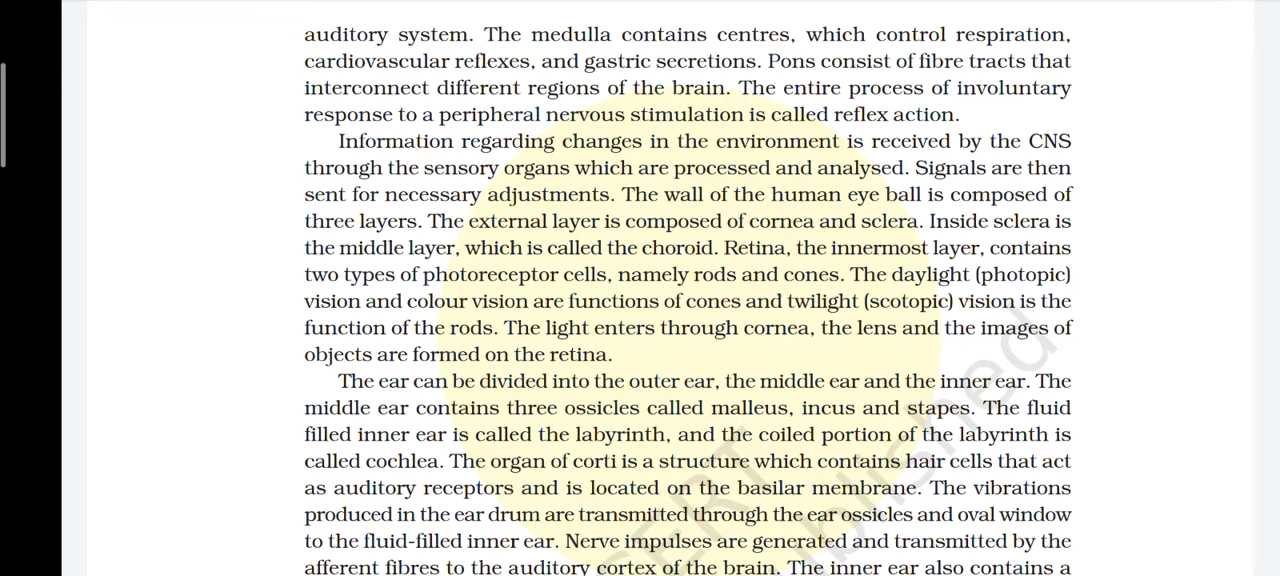 auditory system. The medulla contains centres, which control respiration,
cardiovascular reflexes, and gastric secretions. Pons consist of fibre tracts that
interconnect different regions of the brain. The entire process of involuntary
response to a peripheral nervous stimulation is called reflex action.
Information regarding changes in the environment is received by the CNS
through the sensory organs which are processed and analysed. Signals are then
sent for necessary adjustments. The wall of the human eye ball is composed of
three layers. The external layer is composed of cornea and sclera. Inside sclera is
the middle layer, which is called the choroid. Retina, the innermost layer, contains
two types of photoreceptor cells, namely rods and cones. The daylight (photopic)
vision and colour vision are functions of cones and twilight (scotopic) vision is the
function of the rods. The light enters through cornea, the lens and the images of
objects are formed on the retina.
The ear can be divided into the outer ear, the middle ear and the inner ear. The
middle ear contains three ossicles called malleus, incus and stapes. The fluid
filled inner ear is called the labyrinth, and the coiled portion of the labyrinth is
called cochlea. The organ of corti is a structure which contains hair cells that act
as auditory receptors and is located on the basilar membrane. The vibrations
produced in the ear drum are transmitted through the ear ossicles and oval window
to the fluid-filled inner ear. Nerve impulses are generated and transmitted by the
afferent fibres to the auditory cortex of the brain. The inner ear also contains a